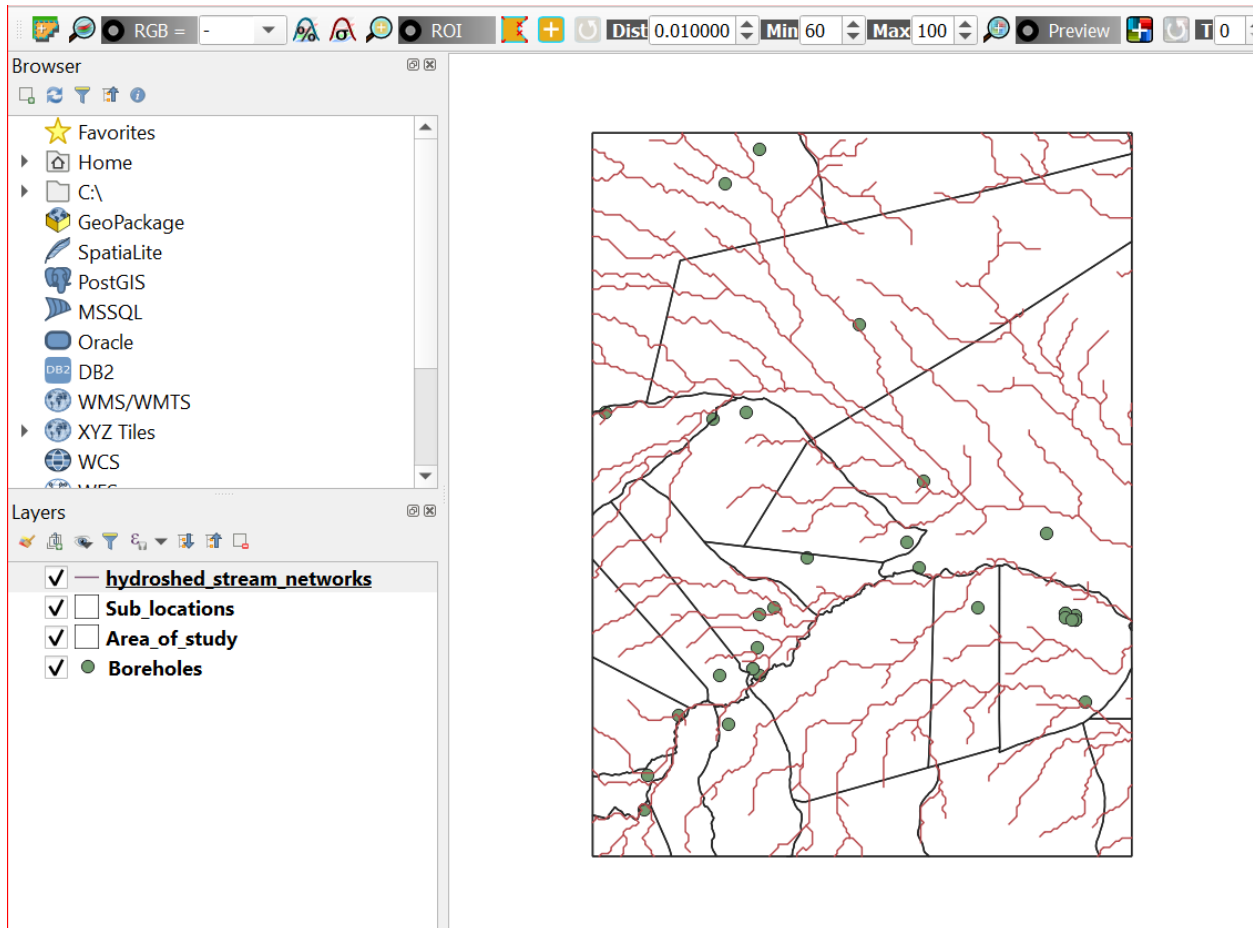 RGB = - ROI Dist 0.010000 Min 60 Max 100 Preview T 0
Browser
Favorites
Home
C:\
GeoPackage
SpatiaLite
PostGIS
MSSQL
Oracle
DB2 DB2
WMS/WMTS
XYZ Tiles
WCS
Layers
hydroshed_stream_networks
Sub_locations
Area_of_study
Boreholes